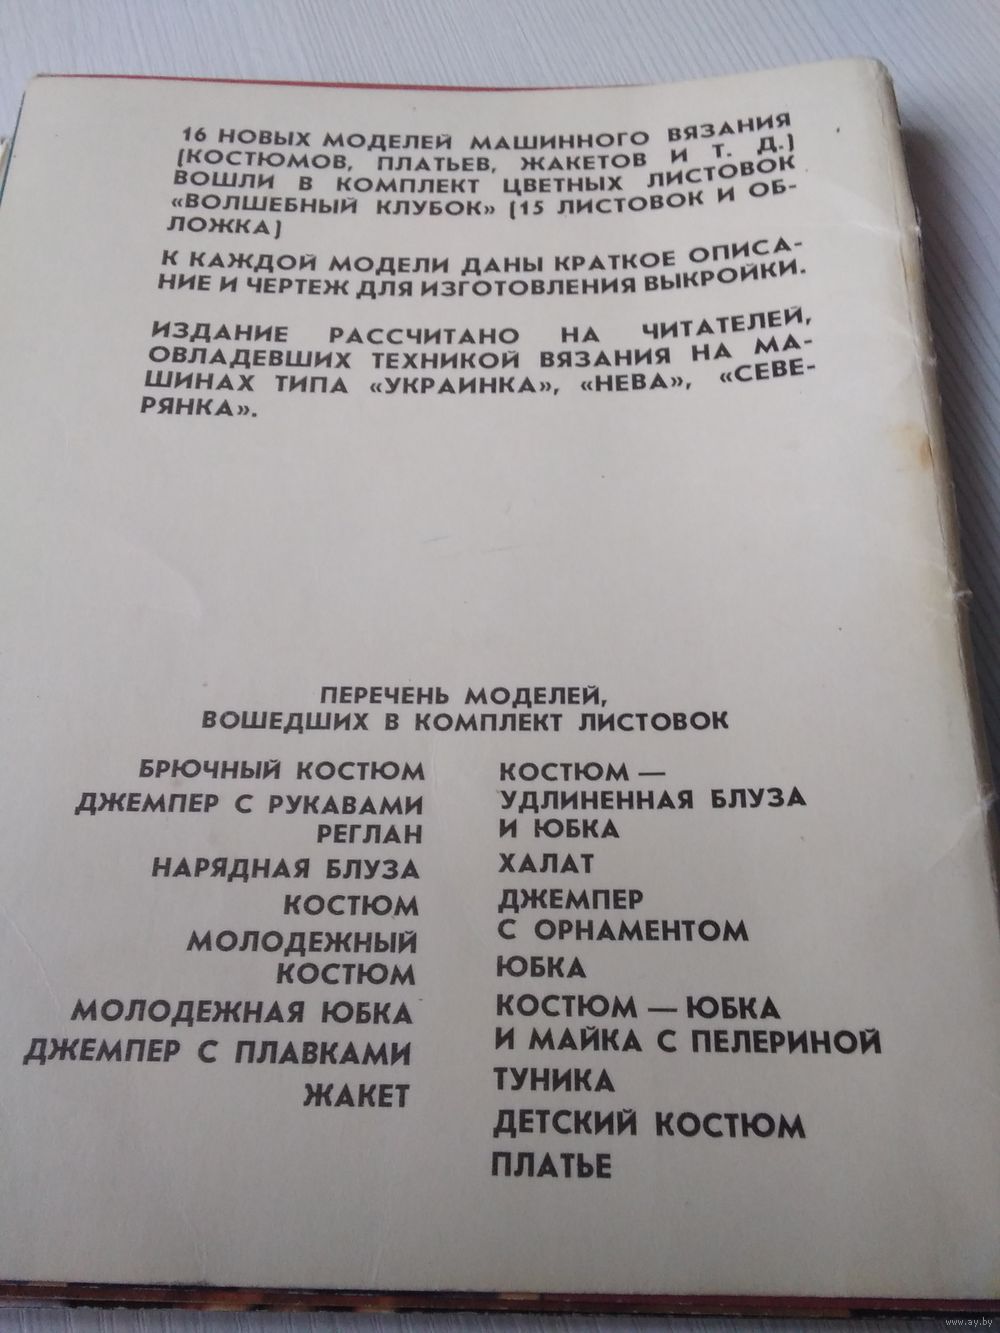 16 НОВЫХ МОДЕЛЕЙ МАШИННОГО ВЯЗАНИЯ
(КОСТЮМОВ, ПЛАТЬЕВ, ЖАКЕТОВ И Т. Д.)
ВОШЛИ В КОМПЛЕКТ ЦВЕТНЫХ ЛИСТОВОК
«ВОЛШЕБНЫЙ КЛУБОК» (15 ЛИСТОВОК И ОБ-
ЛОЖКА)
К КАЖДОЙ МОДЕЛИ ДАНЫ КРАТКОЕ ОПИСА-
НИЕ И ЧЕРТЕЖ ДЛЯ ИЗГОТОВЛЕНИЯ ВЫКРОЙКИ.
ИЗДАНИЕ РАССЧИТАНО НА ЧИТАТЕЛЕЙ,
ОВЛАДЕВШИХ ТЕХНИКОЙ ВЯЗАНИЯ НА МА-
ШИНАХ ТИПА «УКРАИНКА», «НЕВА», «СЕВЕ-
РЯНКА».
ПЕРЕЧЕНЬ МОДЕЛЕЙ,
ВОШЕДШИХ В КОМПЛЕКТ ЛИСТОВОК
БРЮЧНЫЙ КОСТЮМ
ДЖЕМПЕР С РУКАВАМИ
РЕГЛАН
НАРЯДНАЯ БЛУЗА
КОСТЮМ
МОЛОДЕЖНЫЙ
КОСТЮМ
МОЛОДЕЖНАЯ ЮБКА
ДЖЕМПЕР С ПЛАВКАМИ
ЖАКЕТ
КОСТЮМ —
УДЛИНЕННАЯ БЛУЗА
И ЮБКА
ХАЛАТ
ДЖЕМПЕР
С ОРНАМЕНТОМ
ЮБКА
КОСТЮМ — ЮБКА
И МАЙКА С ПЕЛЕРИНОЙ
ТУНИКА
ДЕТСКИЙ КОСТЮМ
ПЛАТЬЕ
www.ay.by